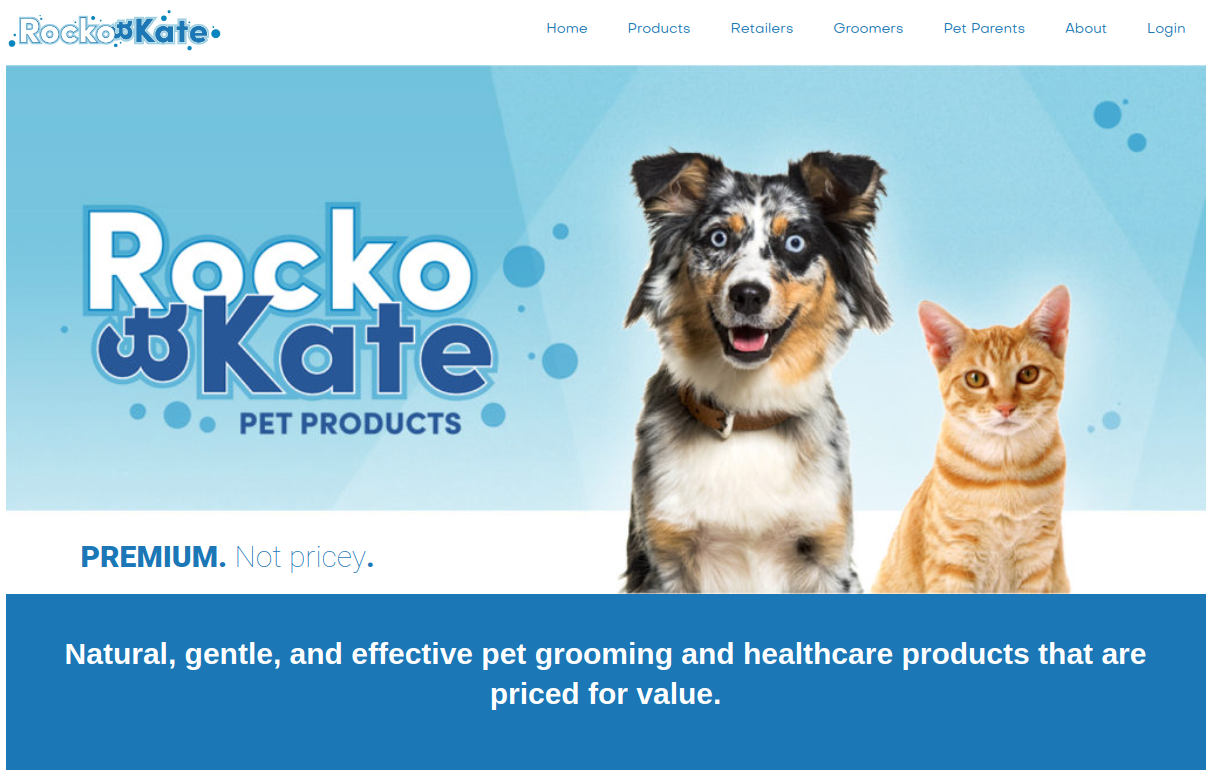 Rocko & Kate
Home Products Retailers Groomers Pet Parents About Login
Rocko
& Kate
PET PRODUCTS
PREMIUM. Not pricey.
Natural, gentle, and effective pet grooming and healthcare products that are
priced for value.